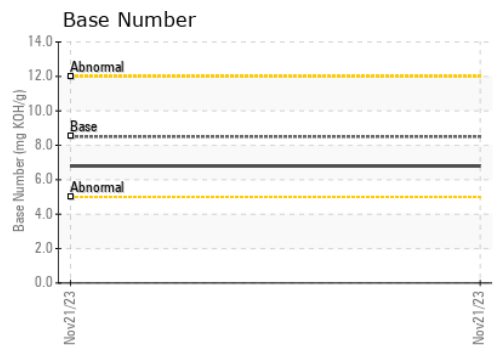 Base Number
Base Number (mg KOH/g)
14.0
Abnormal
12.0
10.0
Base
8.0
6.0
Abnormal
4.0
2.0
0.0
Nov21/23
Nov21/23